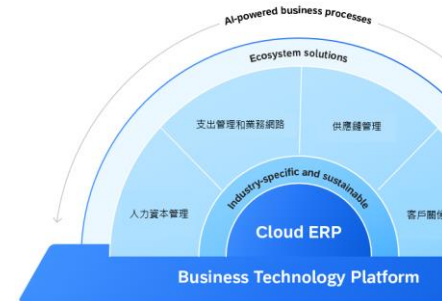 AI-powered business processes
Ecosystem solutions
支出管理和業務網路
供應鏈管理
Industry-specific and sustainable
人力資本管理
客戶關係
Cloud ERP
Business Technology Platform